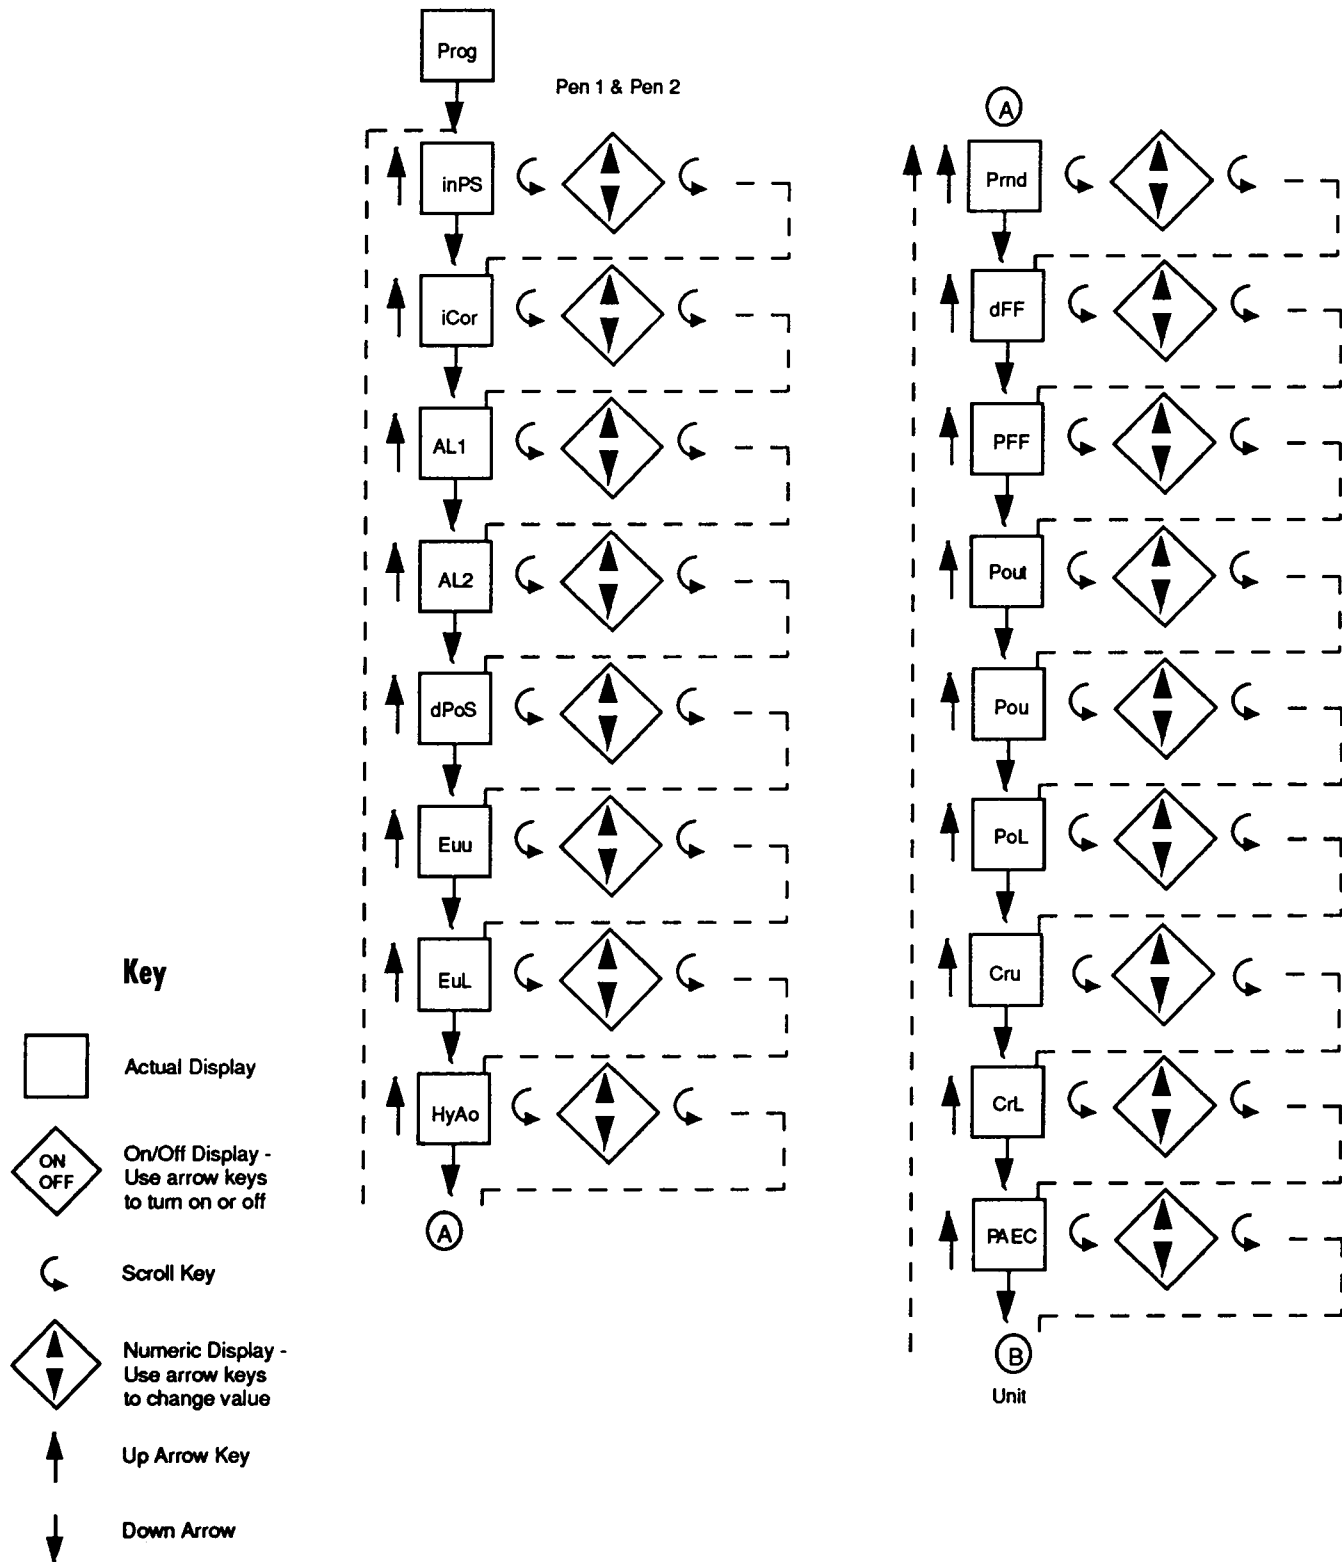 Prog
Pen 1 & Pen 2
inPS
iCor
AL1
AL2
dPoS
Euu
EuL
HyAo
A
A
Prnd
dFF
PFF
Pout
Pou
PoL
Cru
CrL
PAEC
B
Unit
Key
Actual Display
ON
OFF
On/Off Display -
Use arrow keys
to turn on or off
Scroll Key
Numeric Display -
Use arrow keys
to change value
Up Arrow Key
Down Arrow